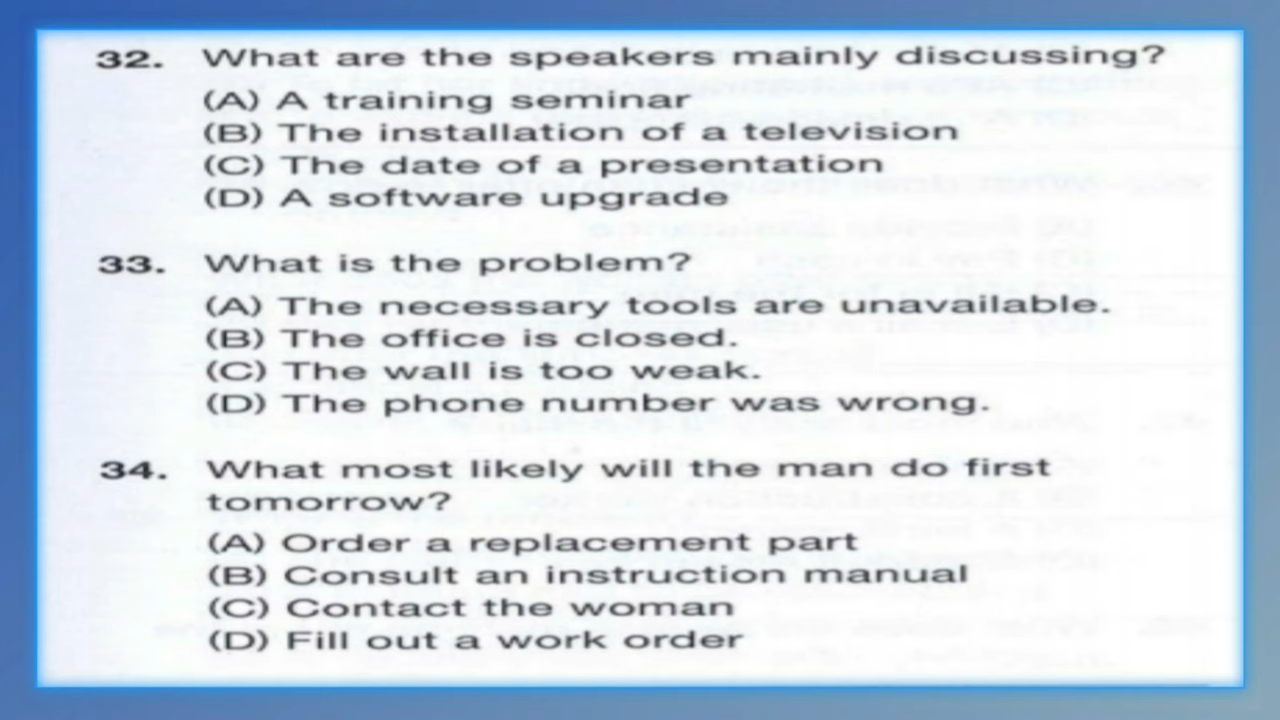 32. What are the speakers mainly discussing?
(A) A training seminar
(B) The installation of a television
(C) The date of a presentation
(D) A software upgrade
33. What is the problem?
(A) The necessary tools are unavailable.
(B) The office is closed.
(C) The wall is too weak.
(D) The phone number was wrong.
34. What most likely will the man do first
tomorrow?
(A) Order a replacement part
(B) Consult an instruction manual
(C) Contact the woman
(D) Fill out a work order